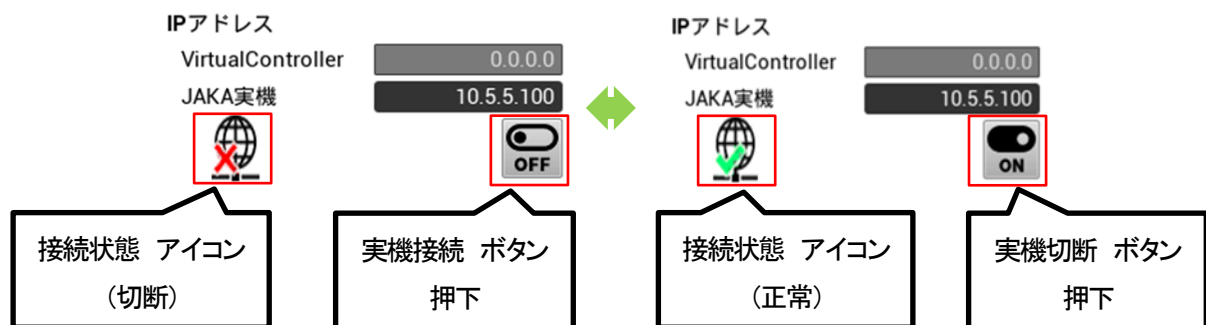 IPアドレス
VirtualController 0.0.0.0
JAKA実機 10.5.5.100
OFF
接続状態 アイコン
(切断)
実機接続 ボタン
押下
IPアドレス
VirtualController 0.0.0.0
JAKA実機 10.5.5.100
ON
接続状態 アイコン
(正常)
実機切断 ボタン
押下